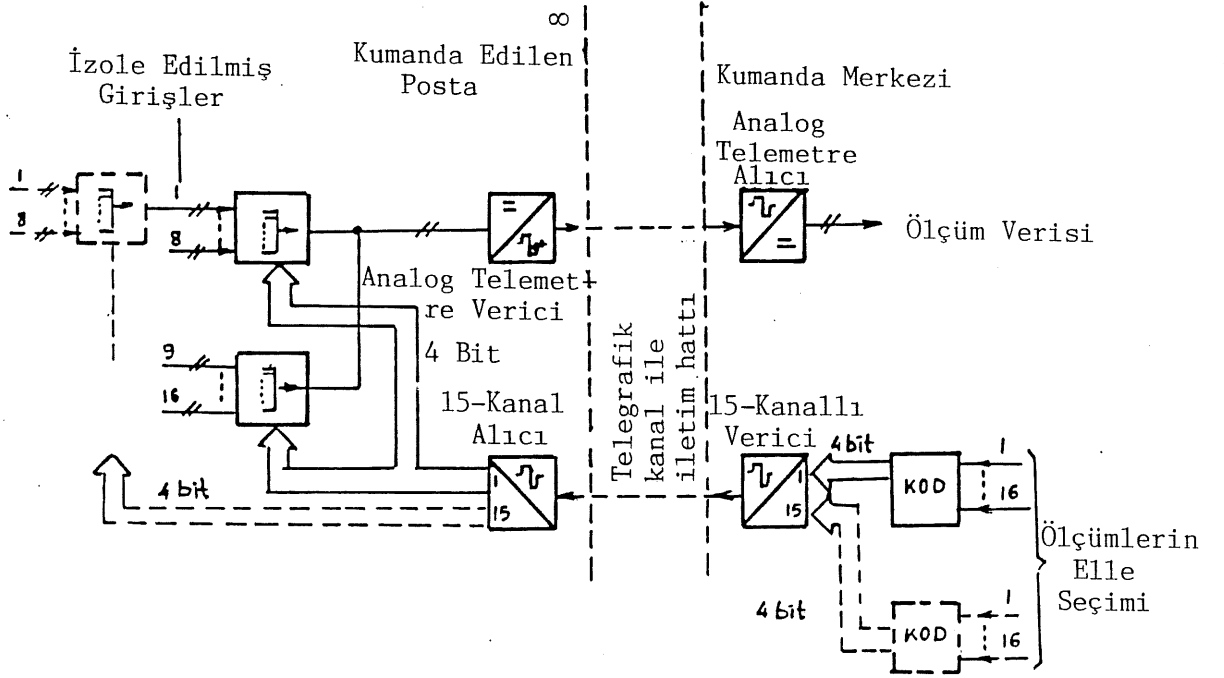 ∞
İzole Edilmiş
Girişler
Kumanda Edilen
Posta
Kumanda Merkezi
Analog
Telemetre
Alıcı
1
8
1
8
=
=
Ölçüm Verisi
Analog Telemet-
re Verici
4 Bit
9
16
15-Kanal
Alıcı
1
15
4 bit
Telegrafik
kanal ile
iletim hattı
15-Kanallı
Verici
1
15
4 bit
KOD
1
16
4 bit
KOD
1
16
Ölçümlerin
Elle
Seçimi